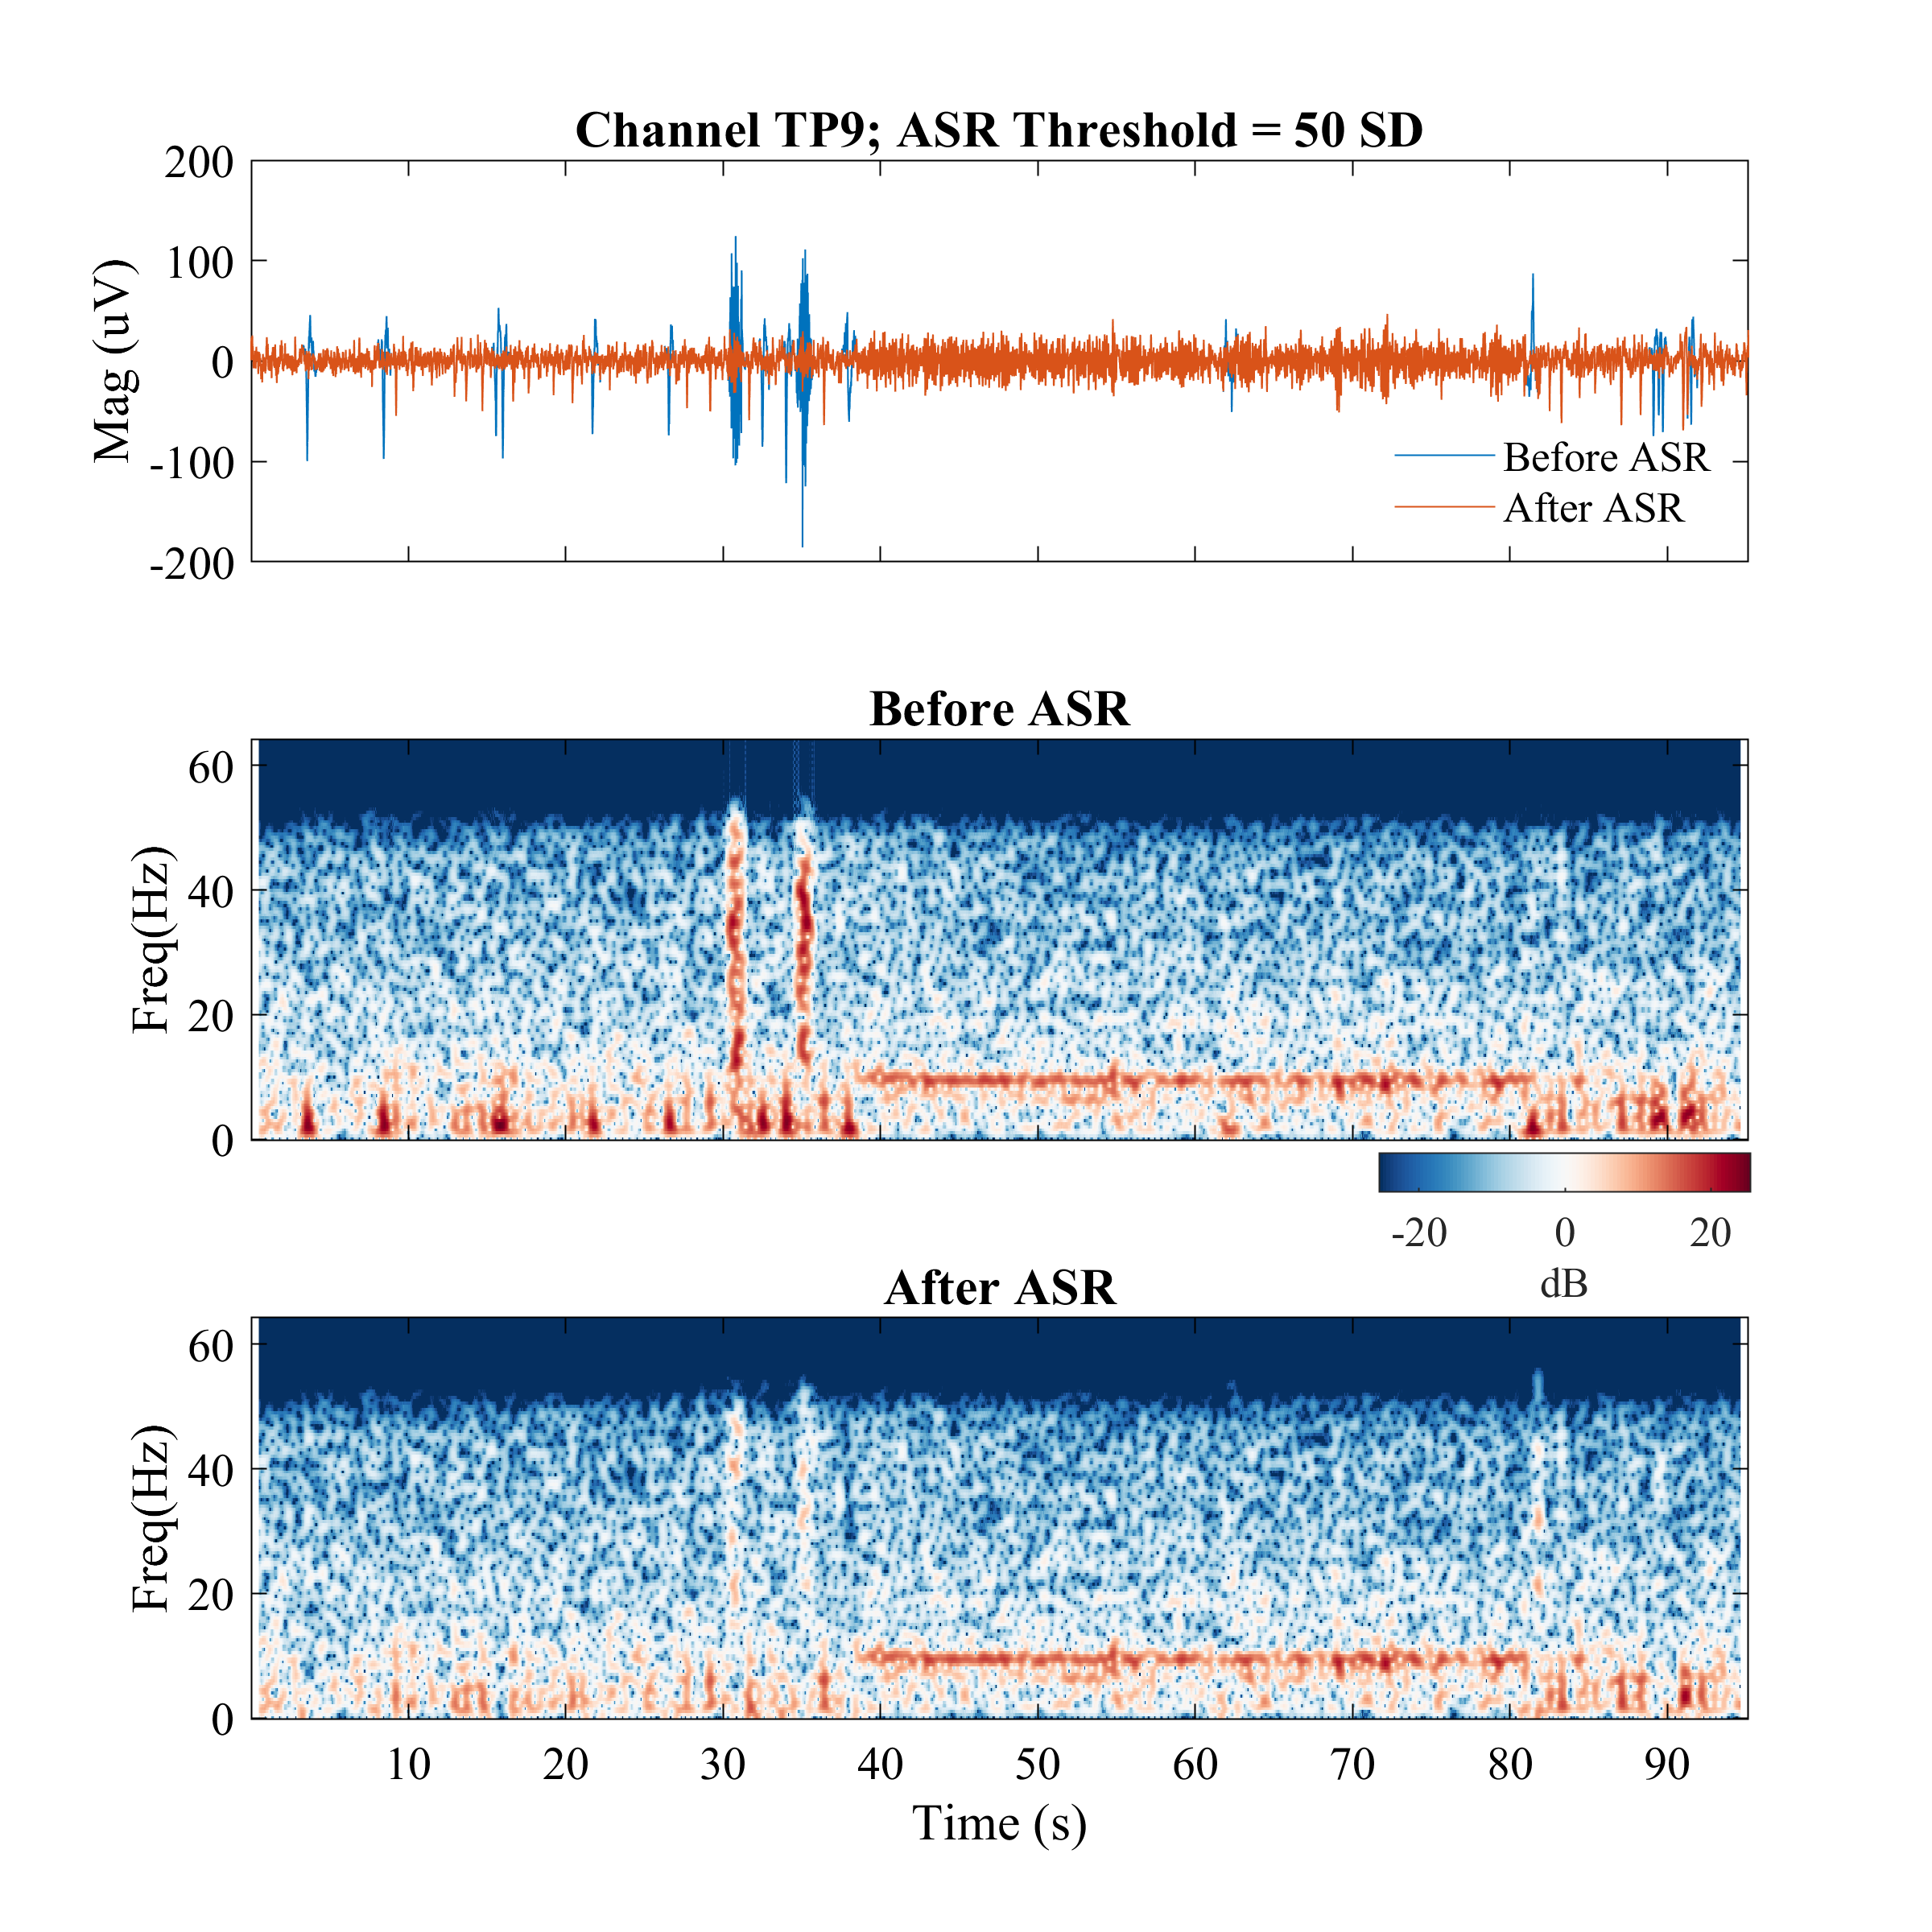 Channel TP9; ASR Threshold = 50 SD
200
100
0
-100
-200
Mag (uV)
Before ASR
After ASR
Before ASR
60
40
20
0
Freq(Hz)
-20 0 20
dB
After ASR
60
40
20
0
Freq(Hz)
10 20 30 40 50 60 70 80 90
Time (s)